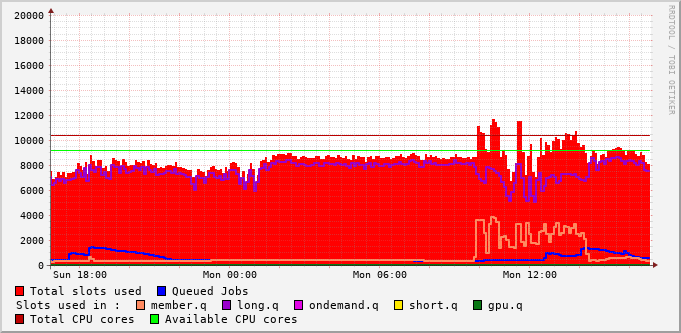 20000
18000
16000
14000
12000
10000
8000
6000
4000
2000
0
Sun 18:00 Mon 00:00 Mon 06:00 Mon 12:00
Total slots used Queued Jobs
Slots used in : member.q long.q ondemand.q short.q gpu.q
Total CPU cores Available CPU cores
RRDTOOL / TOBI OETIKER